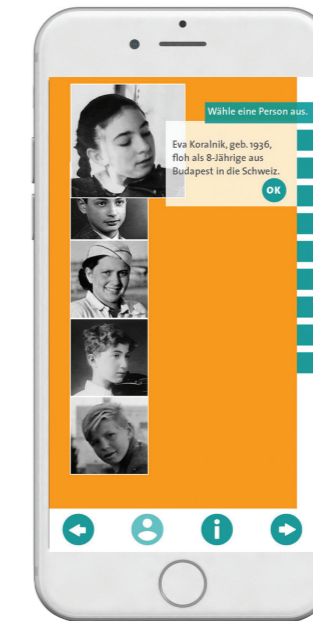 Wähle eine Person aus.
Eva Koralnik, geb. 1936,
floh als 8-Jährige aus
Budapest in die Schweiz.
OK
i